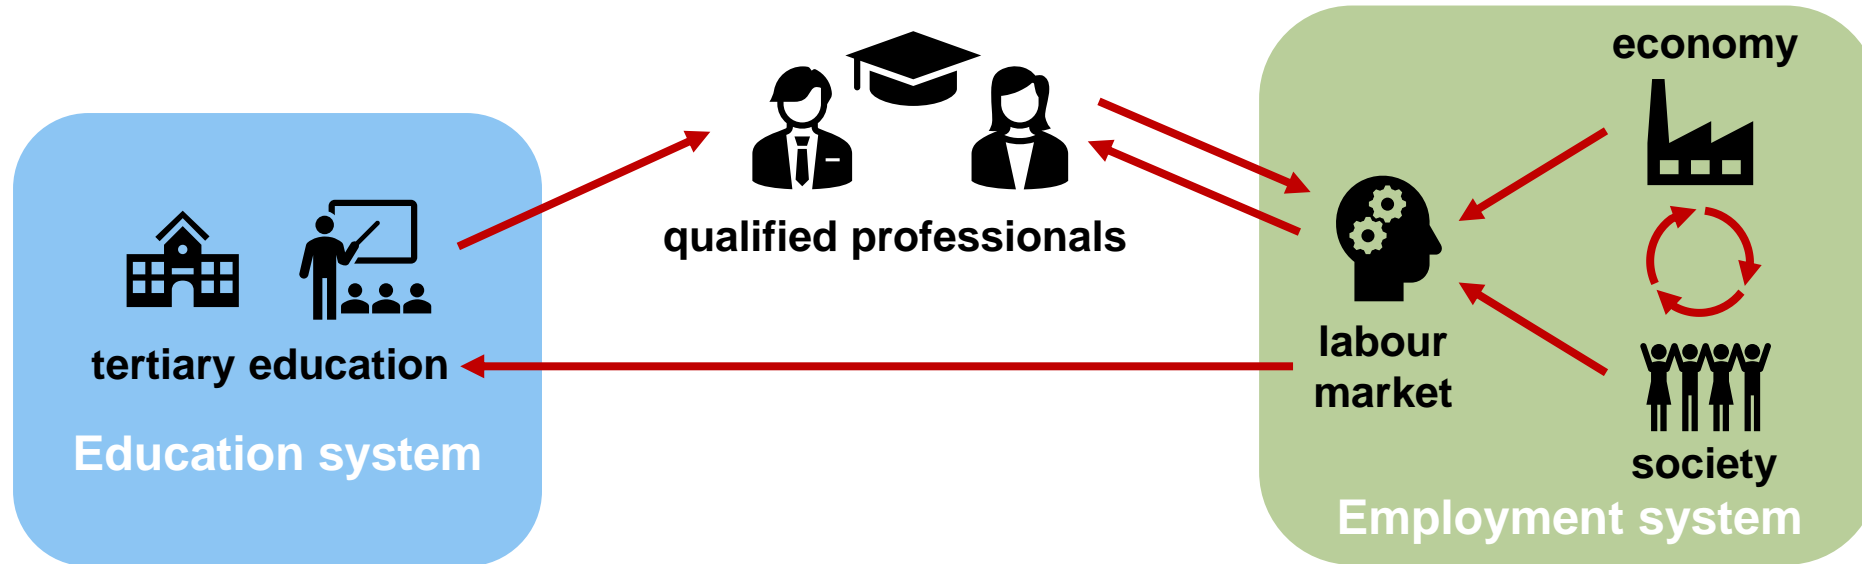 economy
qualified professionals
labour
market
tertiary education
Education system
society
Employment system